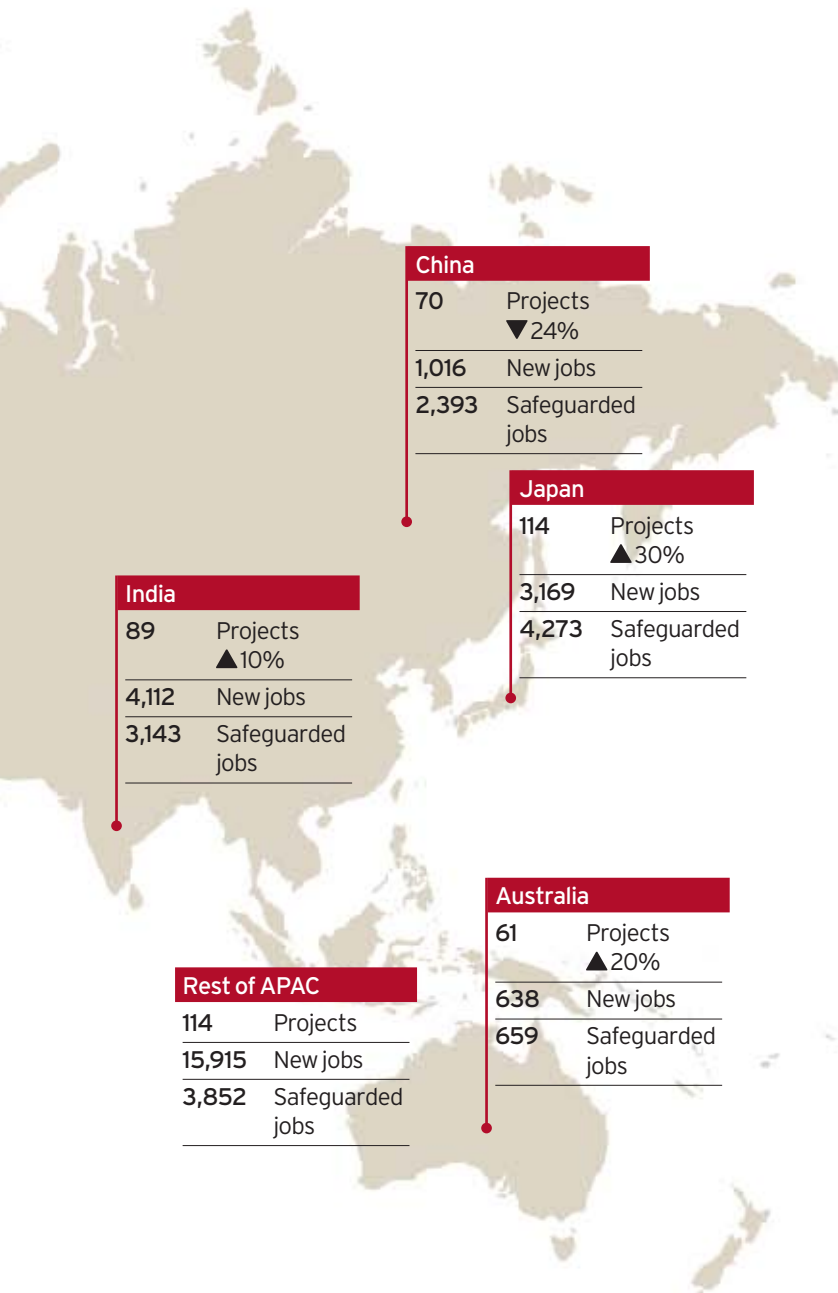 China
70 Projects
▼24%
1,016 New jobs
2,393 Safeguarded
jobs
Japan
114 Projects
▲30%
3,169 New jobs
4,273 Safeguarded
jobs
India
89 Projects
▲10%
4,112 New jobs
3,143 Safeguarded
jobs
Australia
61 Projects
▲20%
638 New jobs
659 Safeguarded
jobs
Rest of APAC
114 Projects
15,915 New jobs
3,852 Safeguarded
jobs